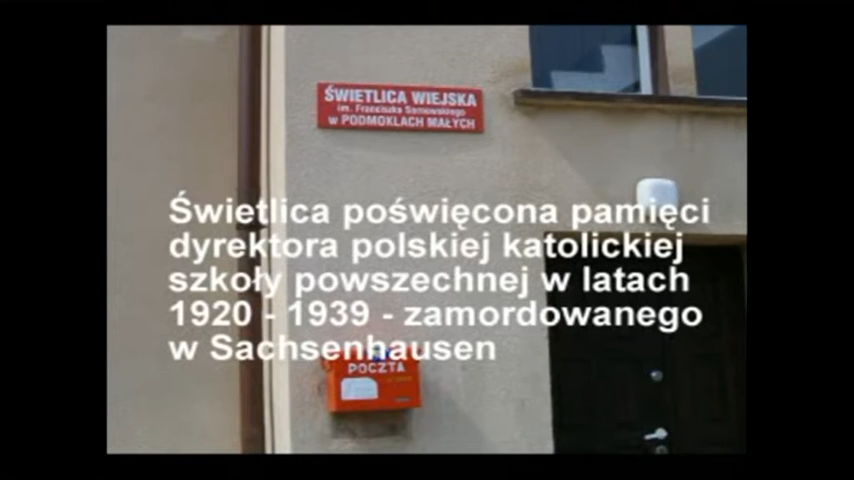 ŚWIETLICA WIEJSKA
im. Franciszka
w PODMOKLACH MAŁYCH
Świetlica poświęcona pamięci
dyrektora polskiej katolickiej
szkoły powszechnej w latach
1920 - 1939 - zamordowanego
w Sachsenhausen
POCZTA